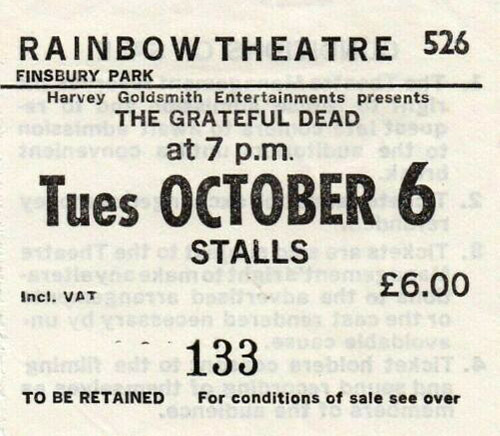 RAINBOW THEATRE 526
FINSBURY PARK
Harvey Goldsmith Entertainments presents
THE GRATEFUL DEAD
at 7 p.m.
Tues OCTOBER 6
STALLS
Incl. VAT £6.00
133
TO BE RETAINED For conditions of sale see over